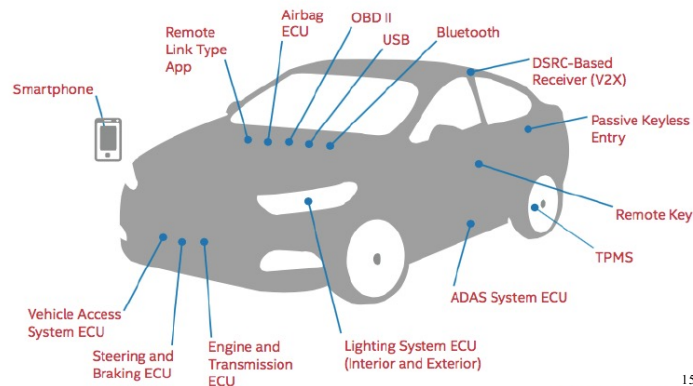 Airbag
ECU
OBD II
USB
Bluetooth
Remote
Link Type
App
Smartphone
DSRC-Based
Receiver (V2X)
Passive Keyless
Entry
Remote Key
TPMS
ADAS System ECU
Vehicle Access
System ECU
Steering and
Braking ECU
Engine and
Transmission
ECU
Lighting System ECU
(Interior and Exterior)